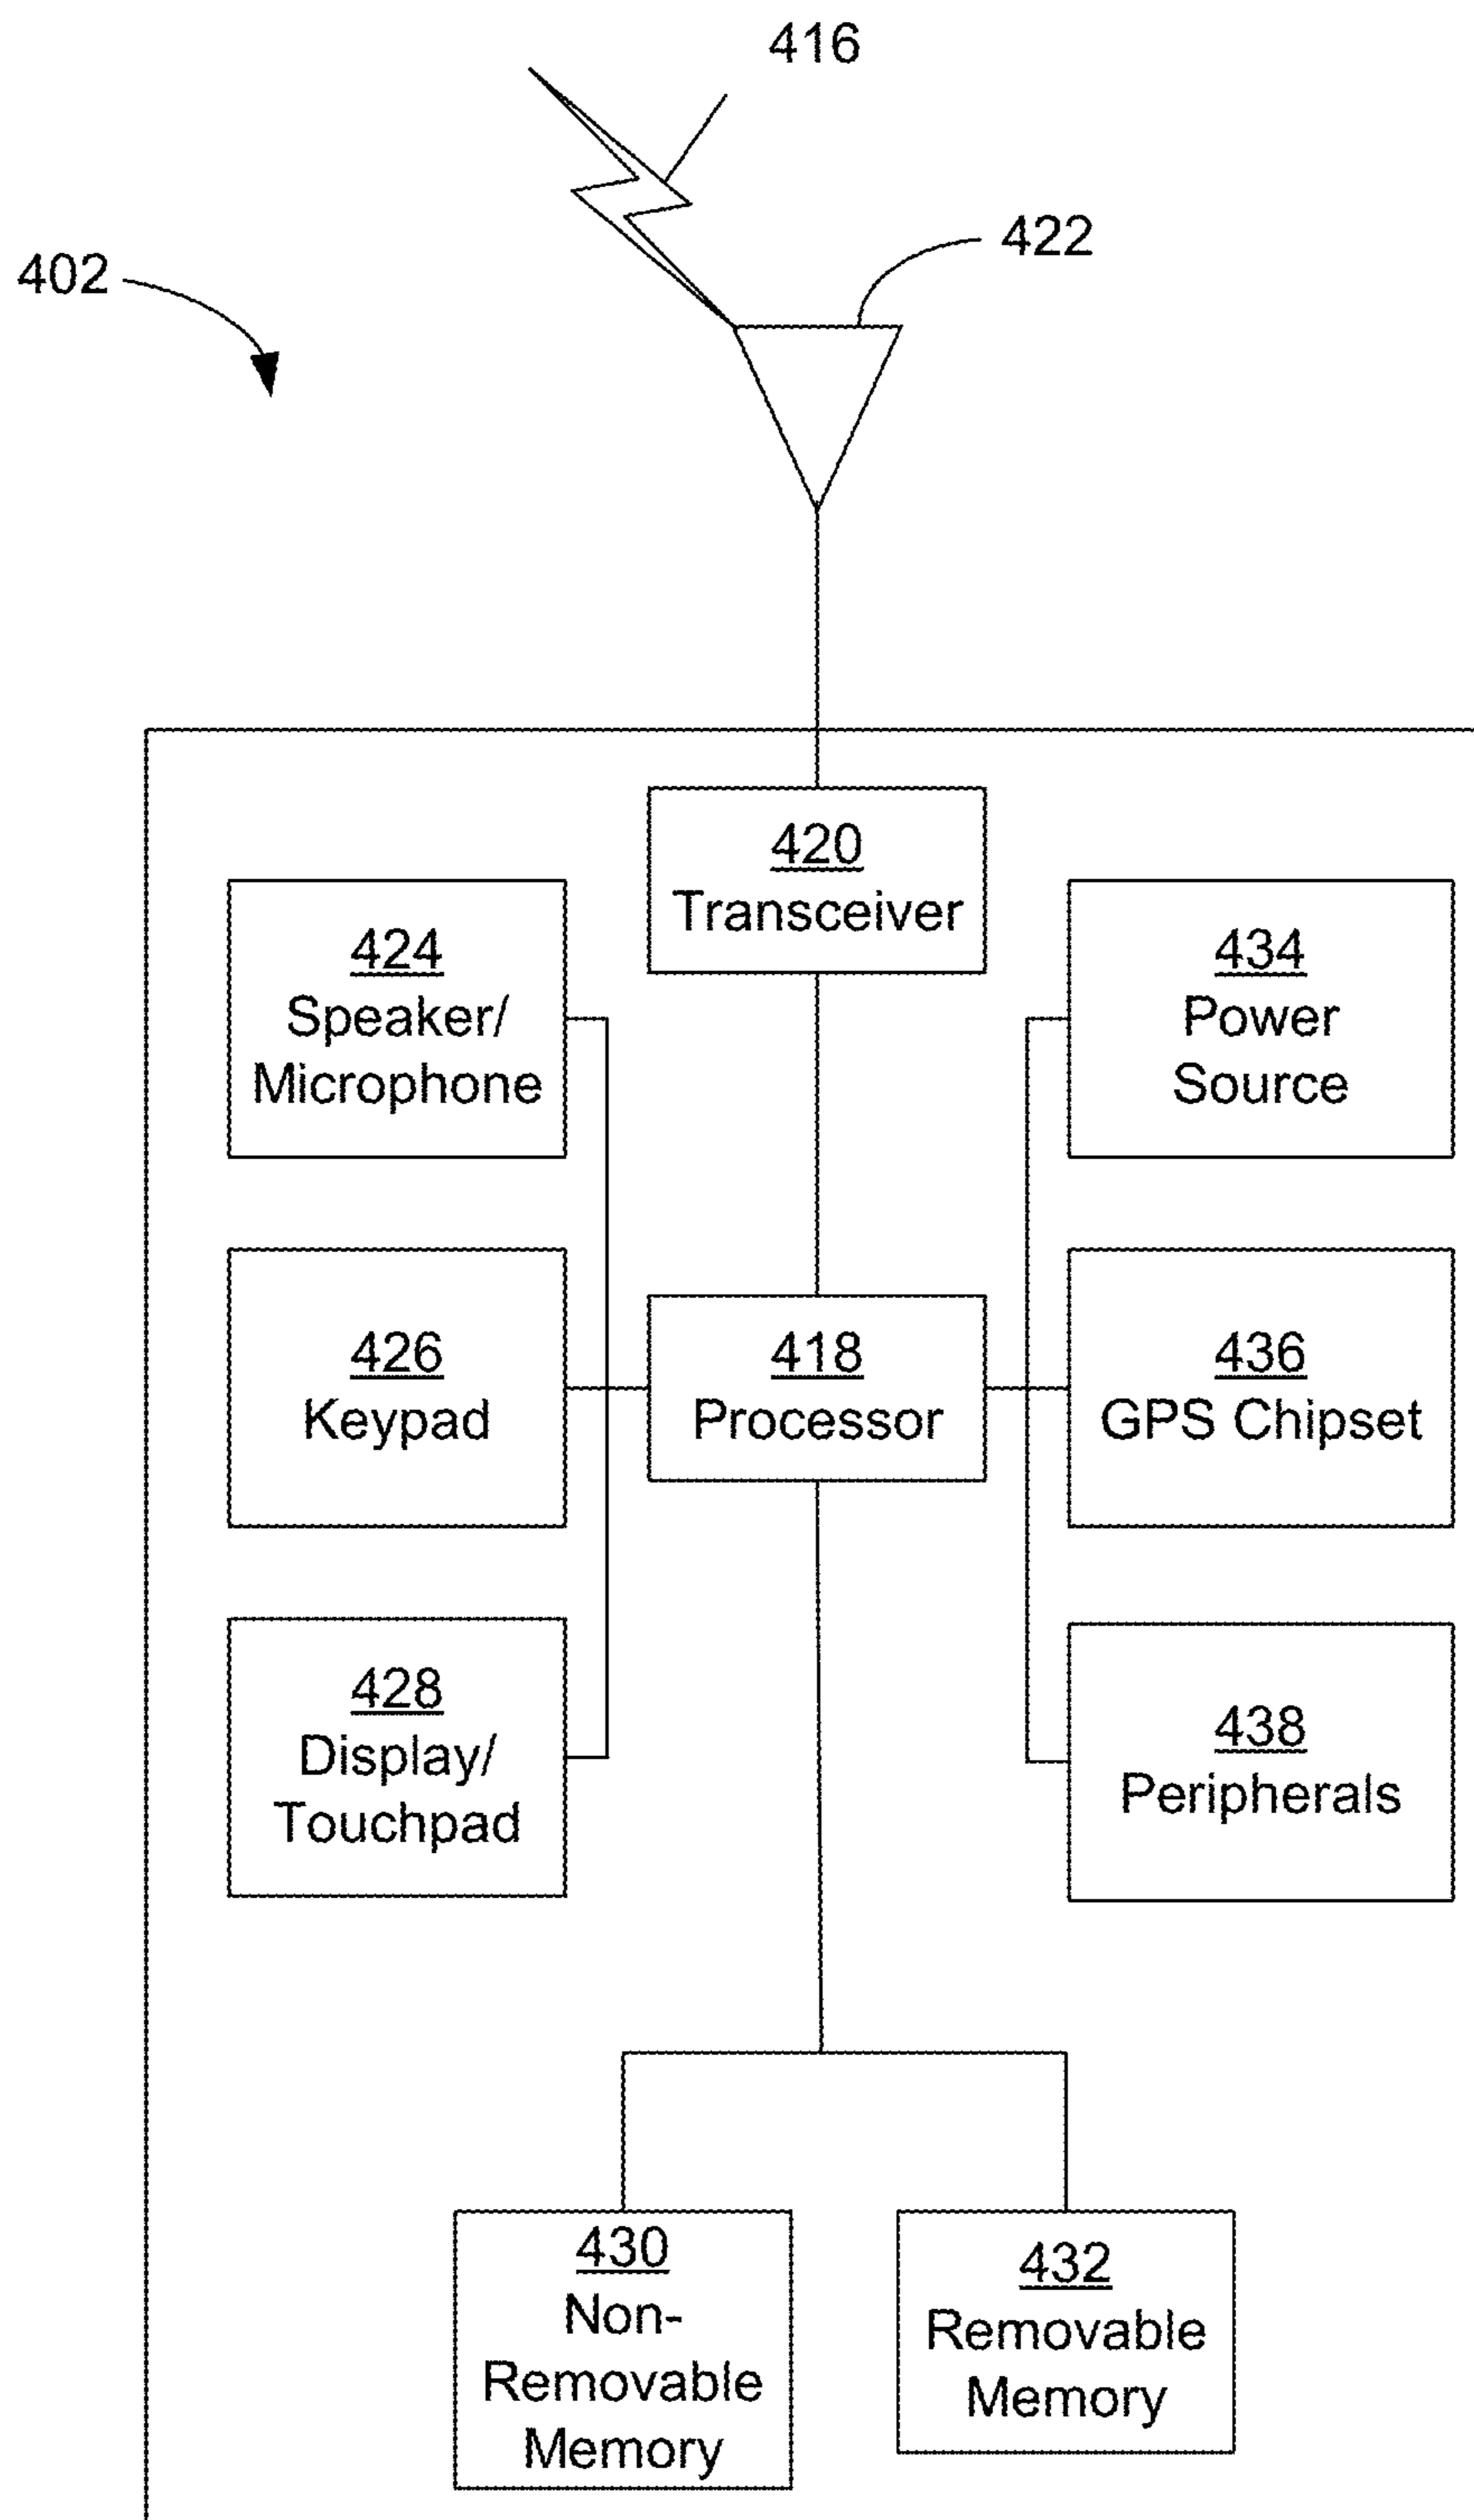 416
422
402
420
Transceiver
424
Speaker/
Microphone
434
Power
Source
426
Keypad
418
Processor
436
GPS Chipset
428
Display/
Touchpad
438
Peripherals
430
Non-
Removable
Memory
432
Removable
Memory